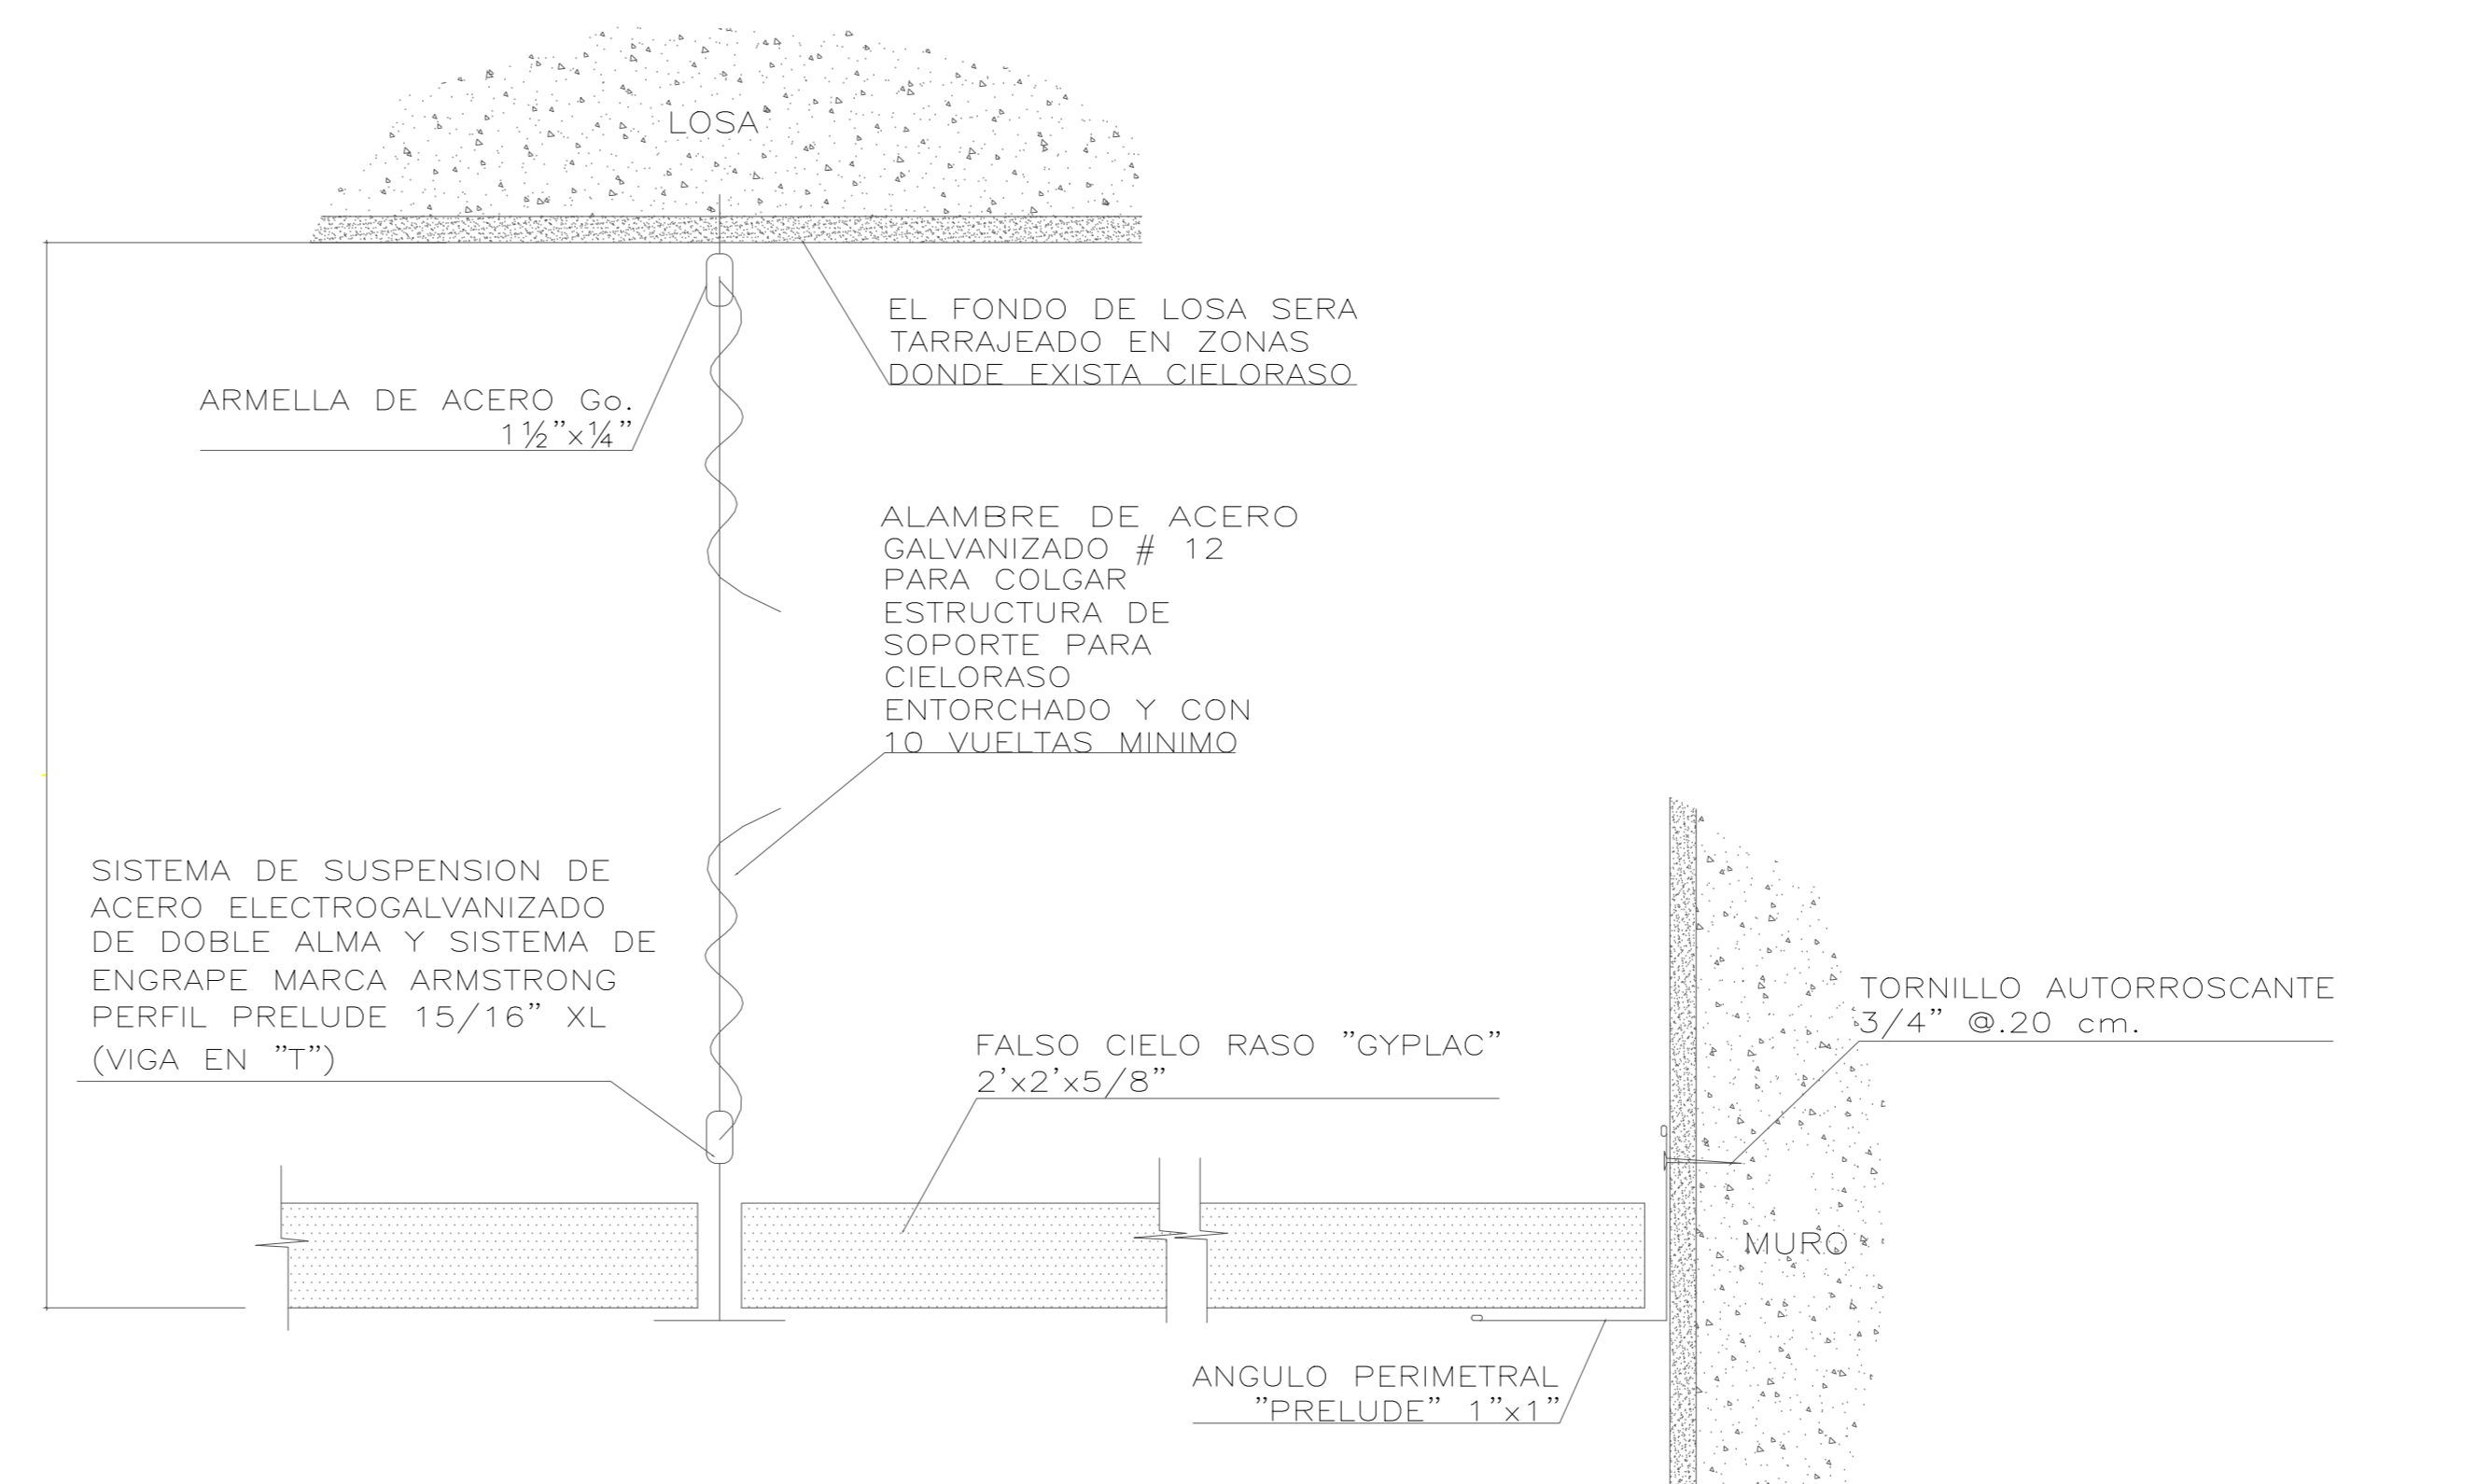 LOSA
EL FONDO DE LOSA SERA
TARRAJEADO EN ZONAS
DONDE EXISTA CIELORASO
ARMELLA DE ACERO Go.
1½”x¼”
ALAMBRE DE ACERO
GALVANIZADO # 12
PARA COLGAR
ESTRUCTURA DE
SOPORTE PARA
CIELORASO
ENTORCHADO Y CON
10 VUELTAS MINIMO
SISTEMA DE SUSPENSION DE
ACERO ELECTROGALVANIZADO
DE DOBLE ALMA Y SISTEMA DE
ENGRAPE MARCA ARMSTRONG
PERFIL PRELUDE 15/16” XL
(VIGA EN ”T”)
FALSO CIELO RASO ”GYPLAC”
2’x2’x5/8”
TORNILLO AUTORROSCANTE
3/4” @.20 cm.
MURO
ANGULO PERIMETRAL
”PRELUDE” 1”x1”